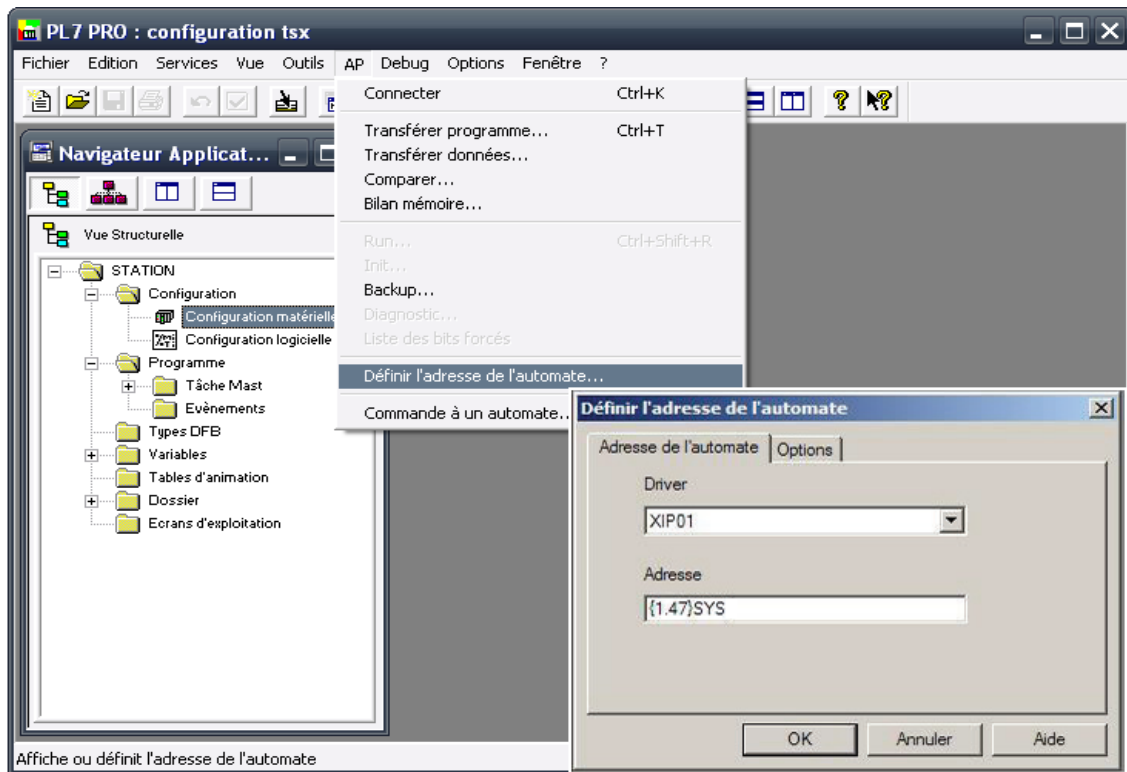 PL7 PRO : configuration tsx
Fichier Edition Services Vue Outils AP Debug Options Fenêtre ?
Connecter Ctrl+K
Transférer programme... Ctrl+T
Transférer données...
Comparer...
Bilan mémoire...
Run... Ctrl+Shift+R
Init...
Backup...
Diagnostic...
Liste des bits forcés
Définir l'adresse de l'automate...
Commande à un automate..
Navigateur Applicat...
Vue Structurelle
STATION
Configuration
Configuration matérielle
Configuration logicielle
Programme
Tâche Mast
Evènements
Types DFB
Variables
Tables d'animation
Dossier
Ecrans d'exploitation
Définir l'adresse de l'automate
Adresse de l'automate Options
Driver
XIP01
Adresse
{1.47}SYS
OK Annuler Aide
Affiche ou définit l'adresse de l'automate